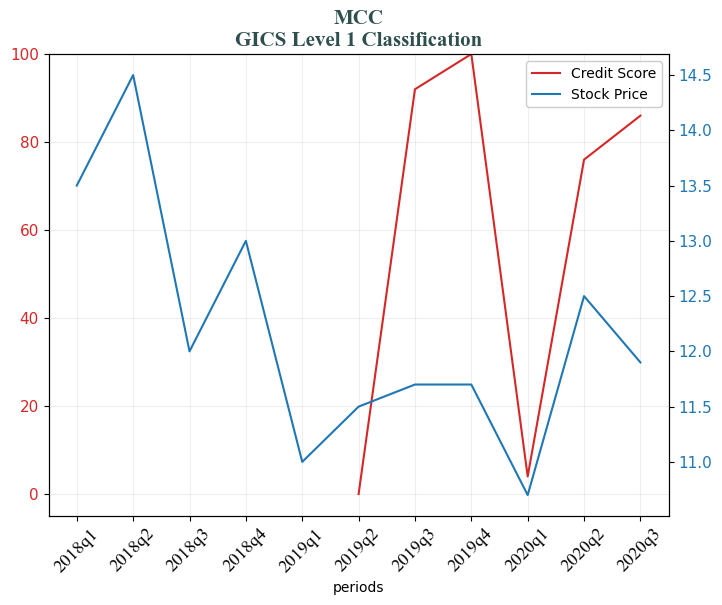 MCC
GICS Level 1 Classification
Credit Score
Stock Price
100
80
60
40
20
0
14.5
14.0
13.5
13.0
12.5
12.0
11.5
11.0
2018q1
2018q2
2018q3
2018q4
2019q1
2019q2
2019q3
2019q4
2020q1
2020q2
2020q3
periods